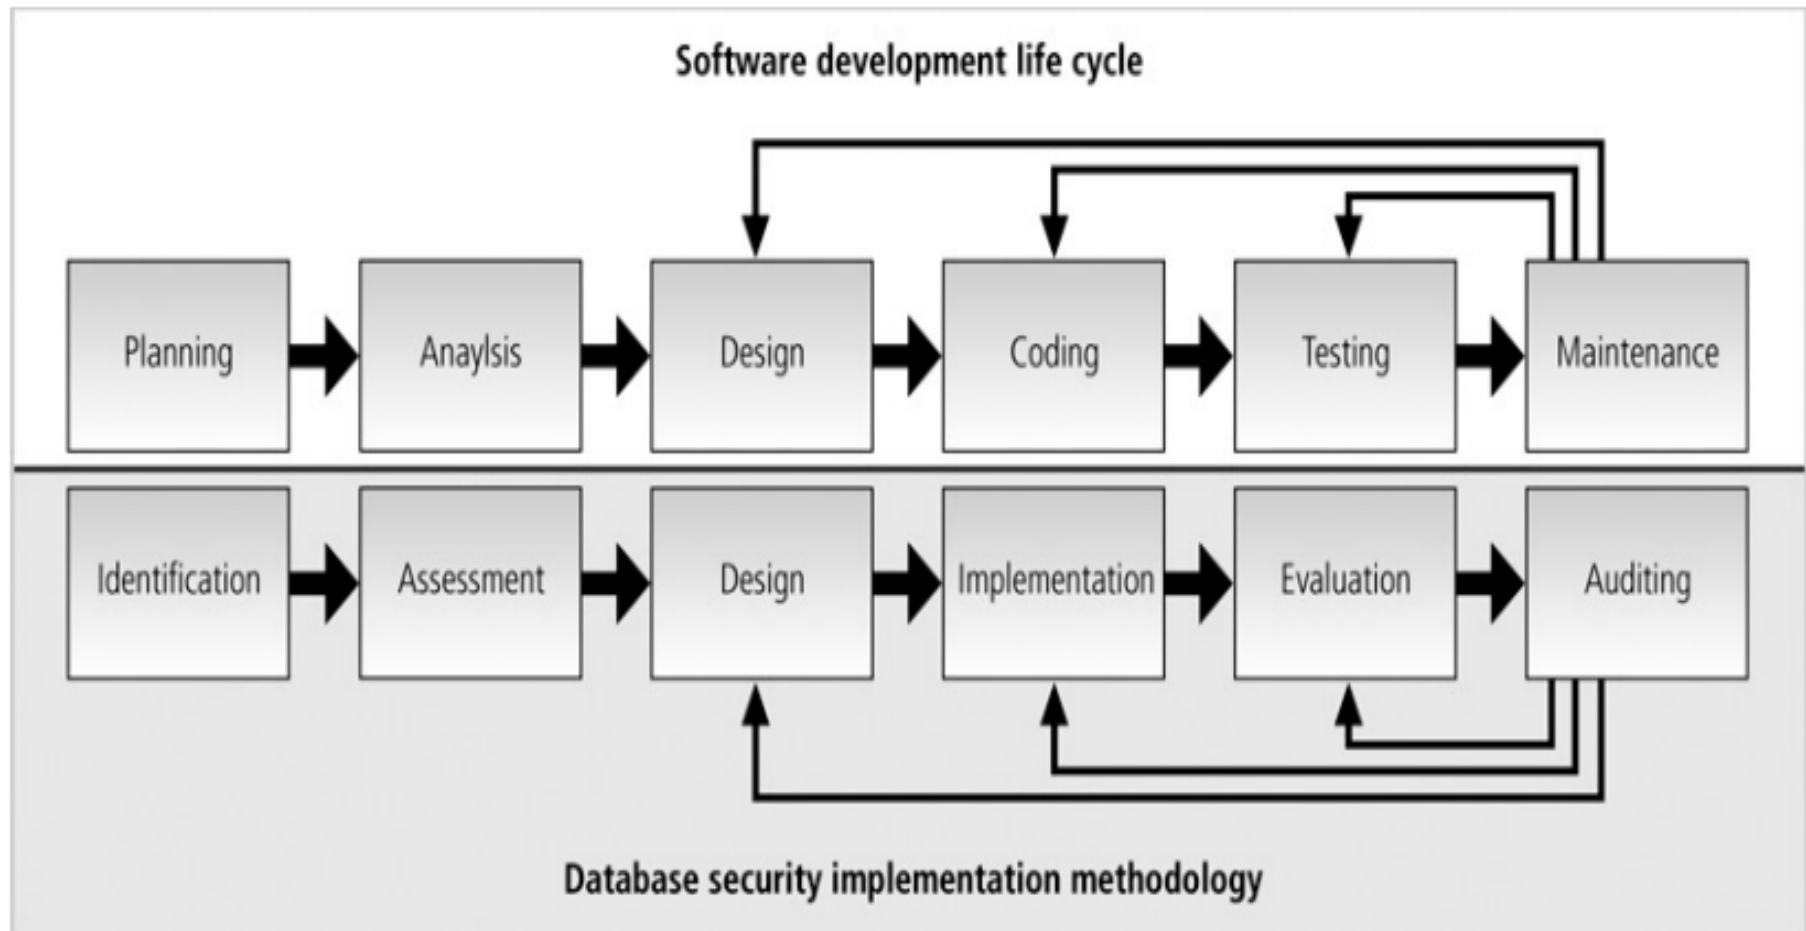 Software development life cycle
Planning
Anaylsis
Design
Coding
Testing
Maintenance
Identification
Assessment
Design
Implementation
Evaluation
Auditing
Database security implementation methodology